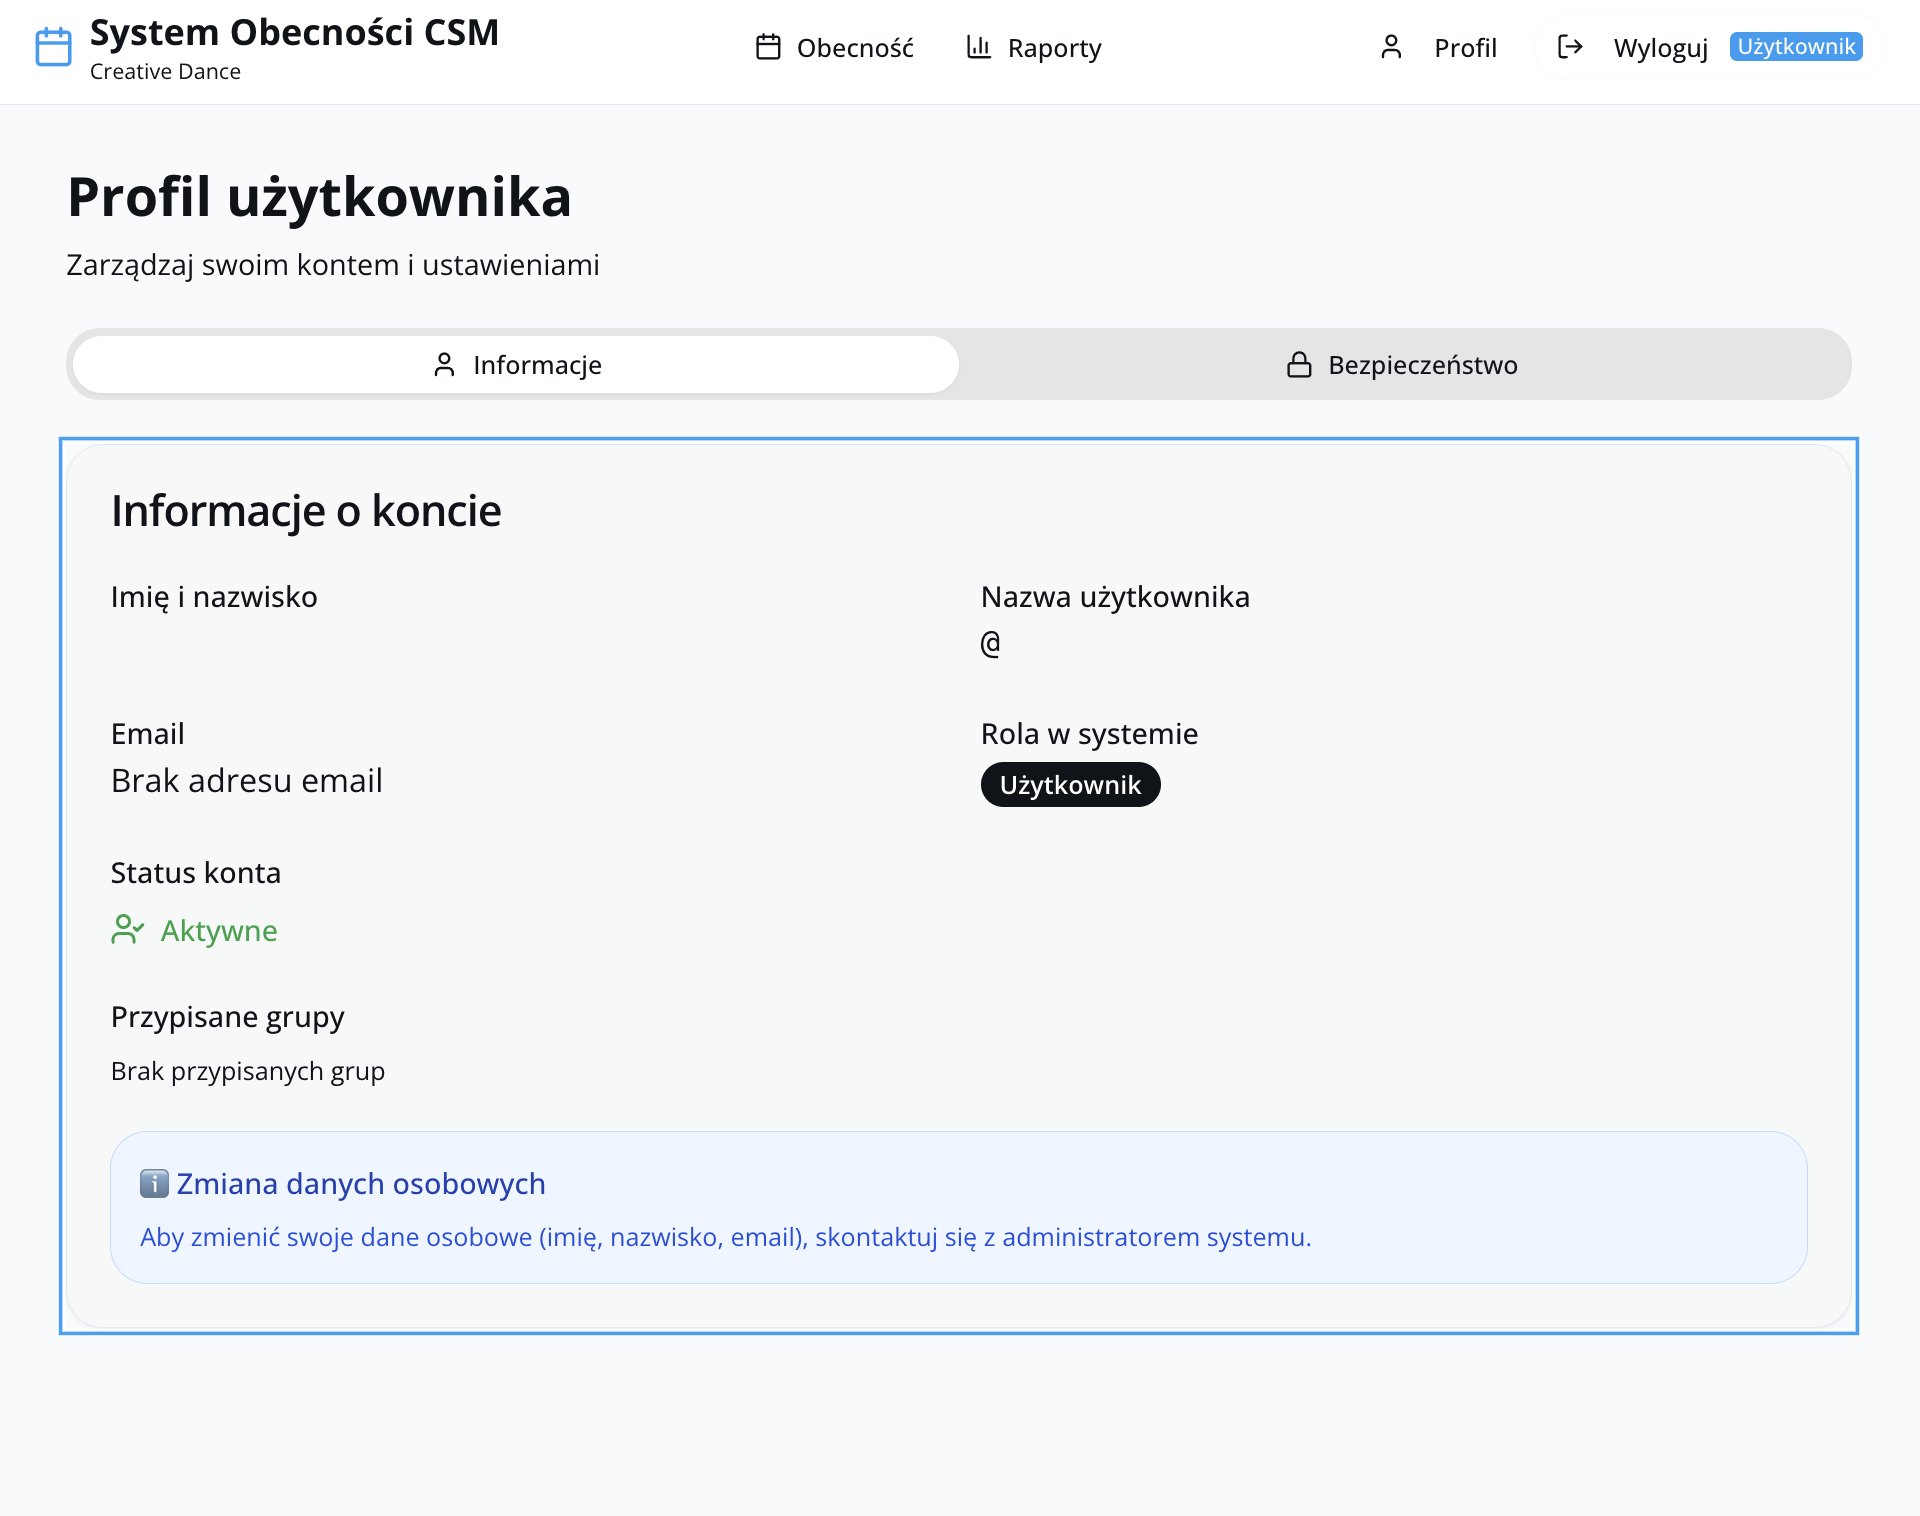 System Obecności CSM
Creative Dance
Obecność
Raporty
Profil
Wyloguj
Użytkownik
Profil użytkownika
Zarządzaj swoim kontem i ustawieniami
Informacje
Bezpieczeństwo
Informacje o koncie
Imię i nazwisko
Nazwa użytkownika
@
Email
Brak adresu email
Rola w systemie
Użytkownik
Status konta
Aktywne
Przypisane grupy
Brak przypisanych grup
ℹ️ Zmiana danych osobowych
Aby zmienić swoje dane osobowe (imię, nazwisko, email), skontaktuj się z administratorem systemu.